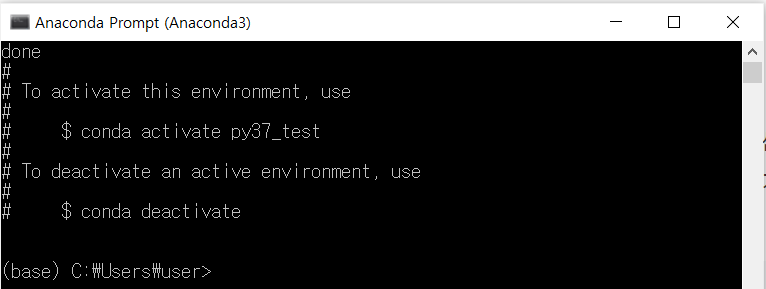 Anaconda Prompt (Anaconda3)
done
#
# To activate this environment, use
#
#     $ conda activate py37_test
#
# To deactivate an active environment, use
#
#     $ conda deactivate
(base) C:₩Users₩user>